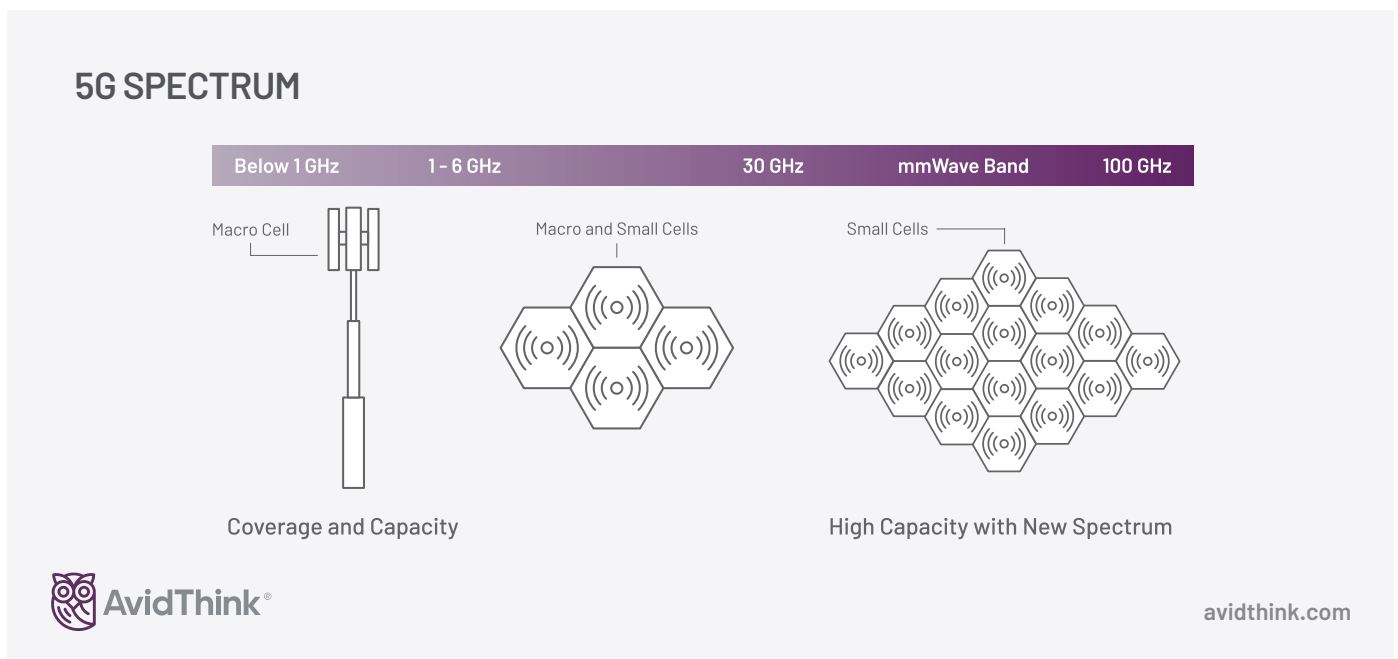 5G SPECTRUM
Below 1 GHz 1 - 6 GHz 30 GHz mmWave Band 100 GHz
Macro Cell
Macro and Small Cells
Small Cells
Coverage and Capacity
High Capacity with New Spectrum
AvidThink®
avidthink.com